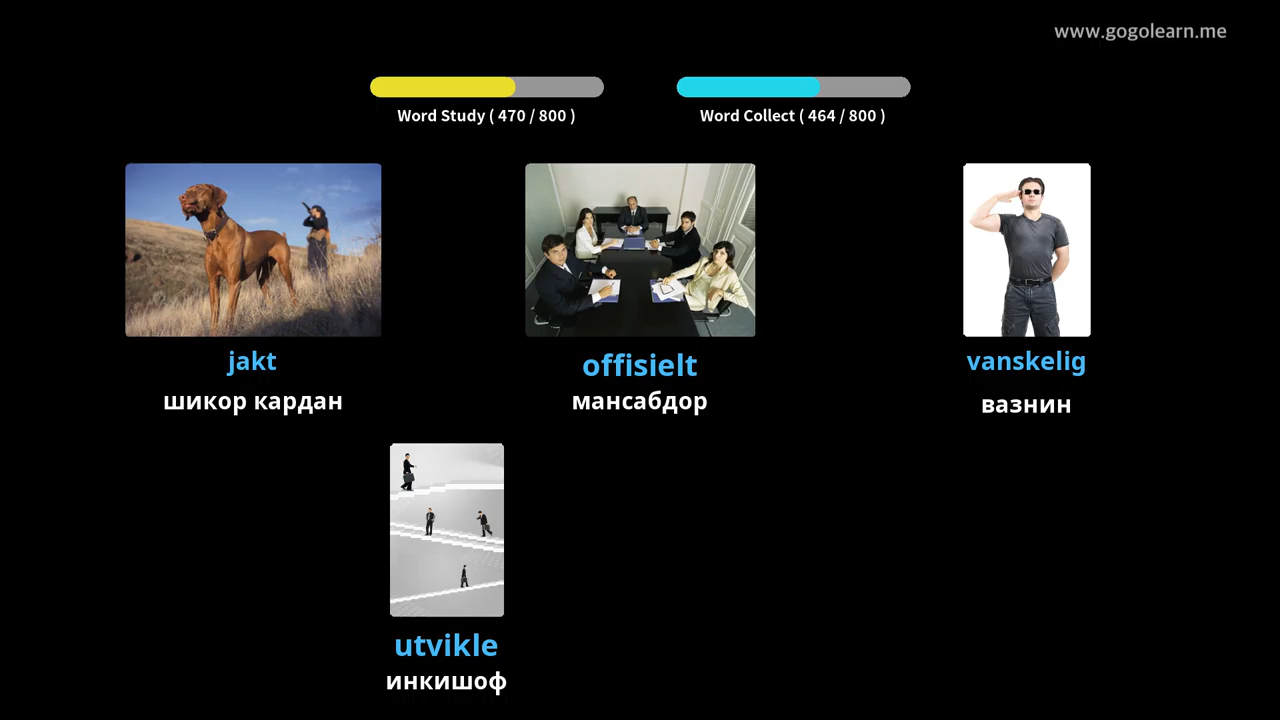 www.gogolearn.me
Word Study ( 470 / 800 )
Word Collect ( 464 / 800 )
jakt
offisielt
vanskelig
шикор кардан
мансабдор
вазнин
utvikle
инкишоф